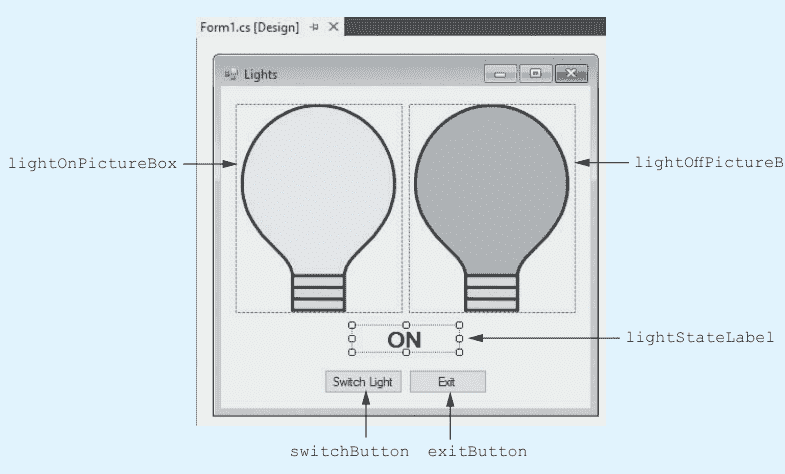 Form1.cs [Design]
Lights
lightOnPictureBox
lightOffPictureB
ON
lightStateLabel
Switch Light
Exit
switchButton
exitButton